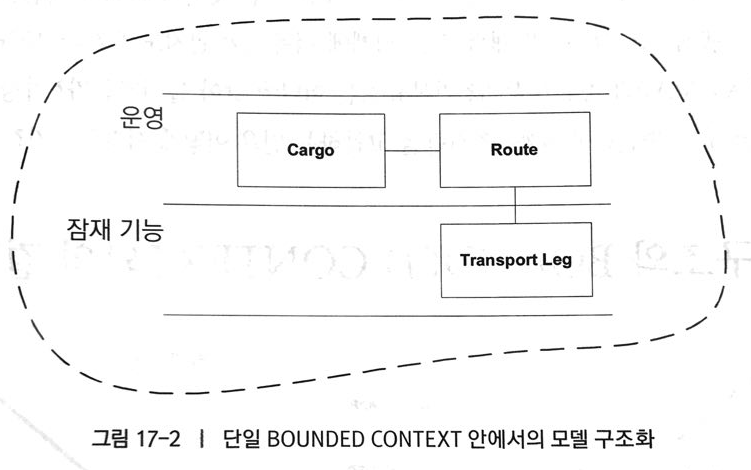 운영
Cargo
Route
잠재 기능
Transport Leg
그림 17-2 | 단일 BOUNDED CONTEXT 안에서의 모델 구조화